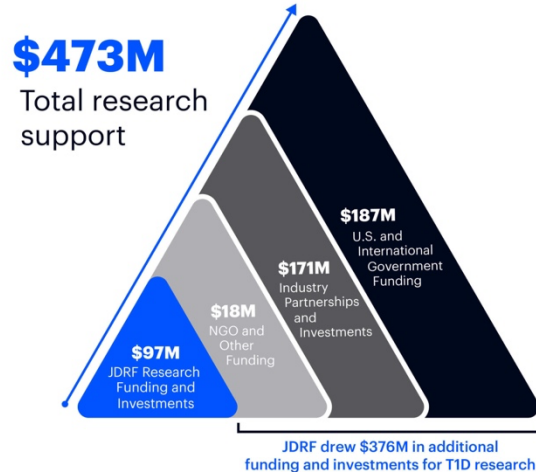 $473M
Total research
support
$187M
U.S. and
International
Government
Funding
$171M
Industry
Partnerships
and
Investments
$18M
NGO and
Other
Funding
$97M
JDRF Research
Funding and
Investments
JDRF drew $376M in additional
funding and investments for T1D research